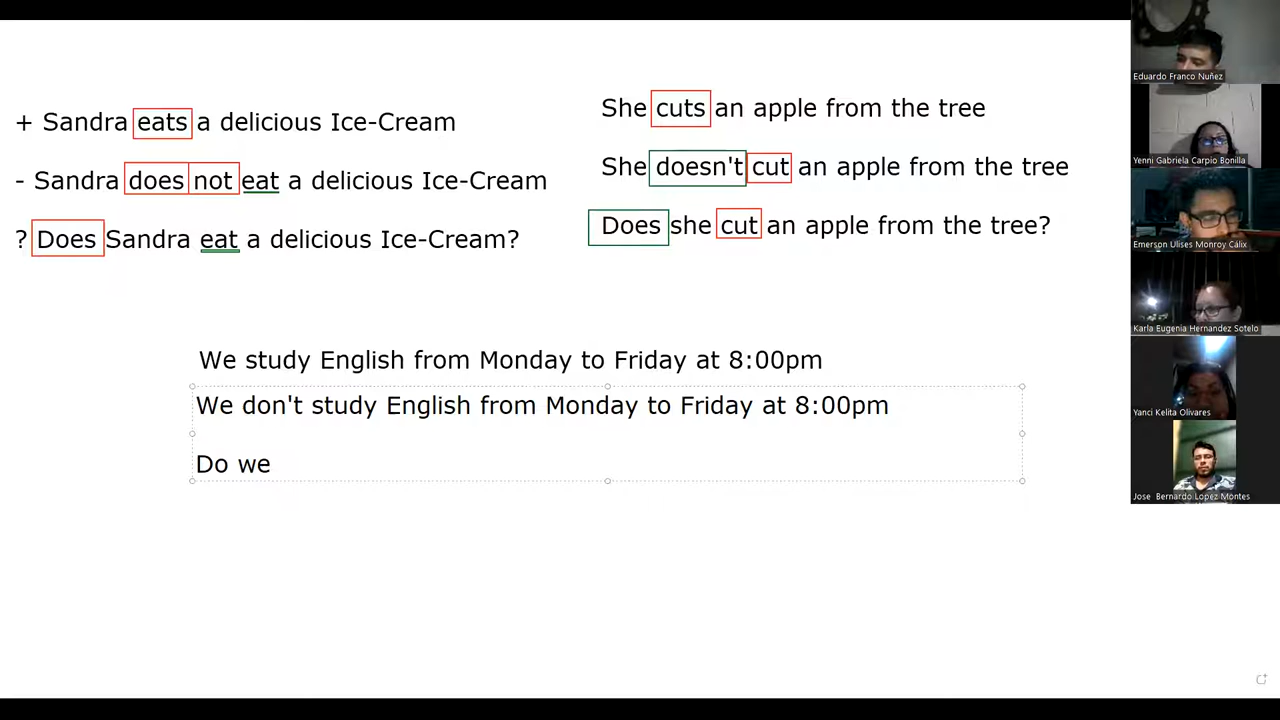 + Sandra eats a delicious Ice-Cream
- Sandra does not eat a delicious Ice-Cream
? Does Sandra eat a delicious Ice-Cream?
She cuts an apple from the tree
She doesn't cut an apple from the tree
Does she cut an apple from the tree?
We study English from Monday to Friday at 8:00pm
We don't study English from Monday to Friday at 8:00pm
Do we
Eduardo Franco Nuñez
Yenni Gabriela Carpio Bonilla
Emerson Ulises Monroy Cálix
Karla Eugenia Hernandez Sotelo
Yanci Kelita Olivares
Jose Bernardo Lopez Montes